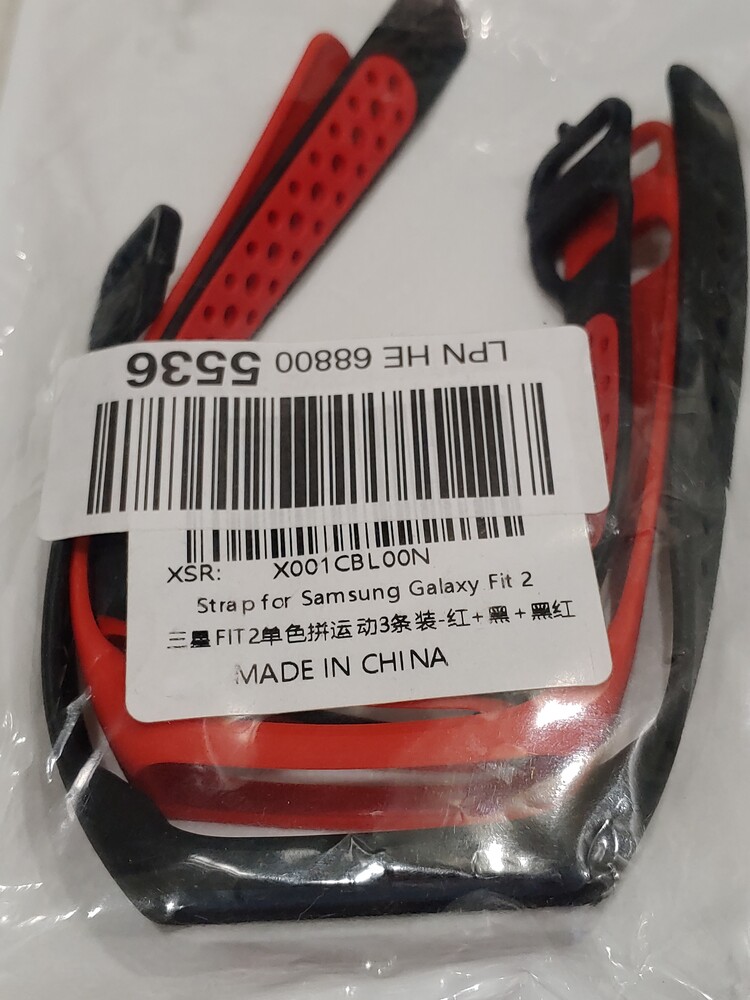 LPN HE 68800 5536
XSR: X001CBL00N
Strap for Samsung Galaxy Fit 2
三星FIT2单色拼运动3条装-红+黑+黑红
MADE IN CHINA